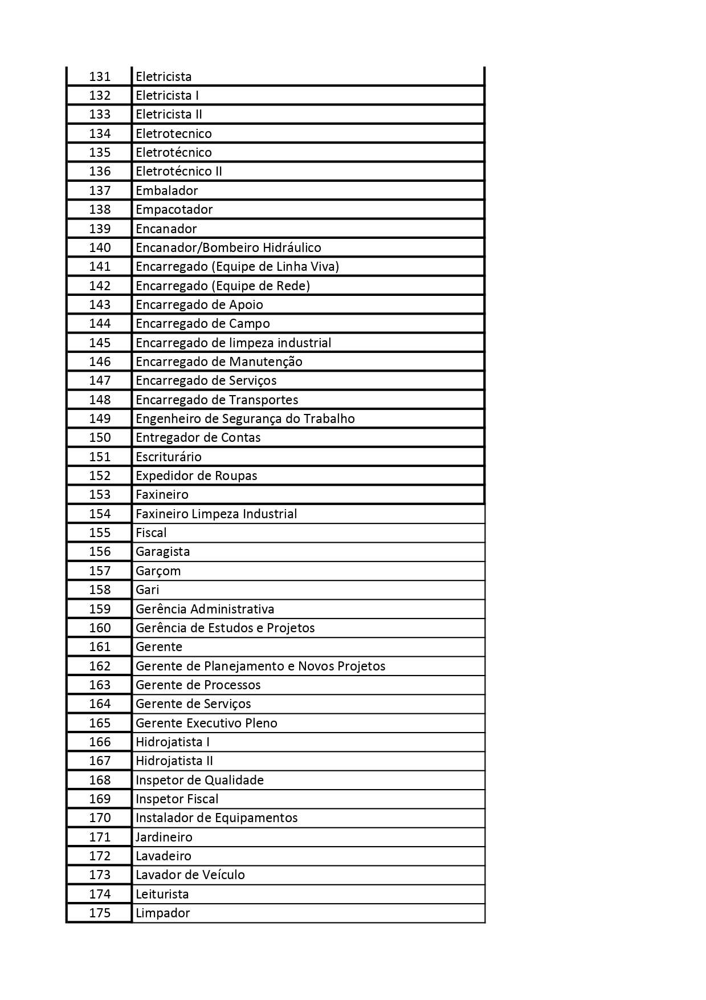 131 Eletricista
132 Eletricista I
133 Eletricista II
134 Eletrotecnico
135 Eletrotécnico
136 Eletrotécnico II
137 Embalador
138 Empacotador
139 Encanador
140 Encanador/Bombeiro Hidráulico
141 Encarregado (Equipe de Linha Viva)
142 Encarregado (Equipe de Rede)
143 Encarregado de Apoio
144 Encarregado de Campo
145 Encarregado de limpeza industrial
146 Encarregado de Manutenção
147 Encarregado de Serviços
148 Encarregado de Transportes
149 Engenheiro de Segurança do Trabalho
150 Entregador de Contas
151 Escriturário
152 Expedidor de Roupas
153 Faxineiro
154 Faxineiro Limpeza Industrial
155 Fiscal
156 Garagista
157 Garçom
158 Gari
159 Gerência Administrativa
160 Gerência de Estudos e Projetos
161 Gerente
162 Gerente de Planejamento e Novos Projetos
163 Gerente de Processos
164 Gerente de Serviços
165 Gerente Executivo Pleno
166 Hidrojatista I
167 Hidrojatista II
168 Inspetor de Qualidade
169 Inspetor Fiscal
170 Instalador de Equipamentos
171 Jardineiro
172 Lavadeiro
173 Lavador de Veículo
174 Leiturista
175 Limpador